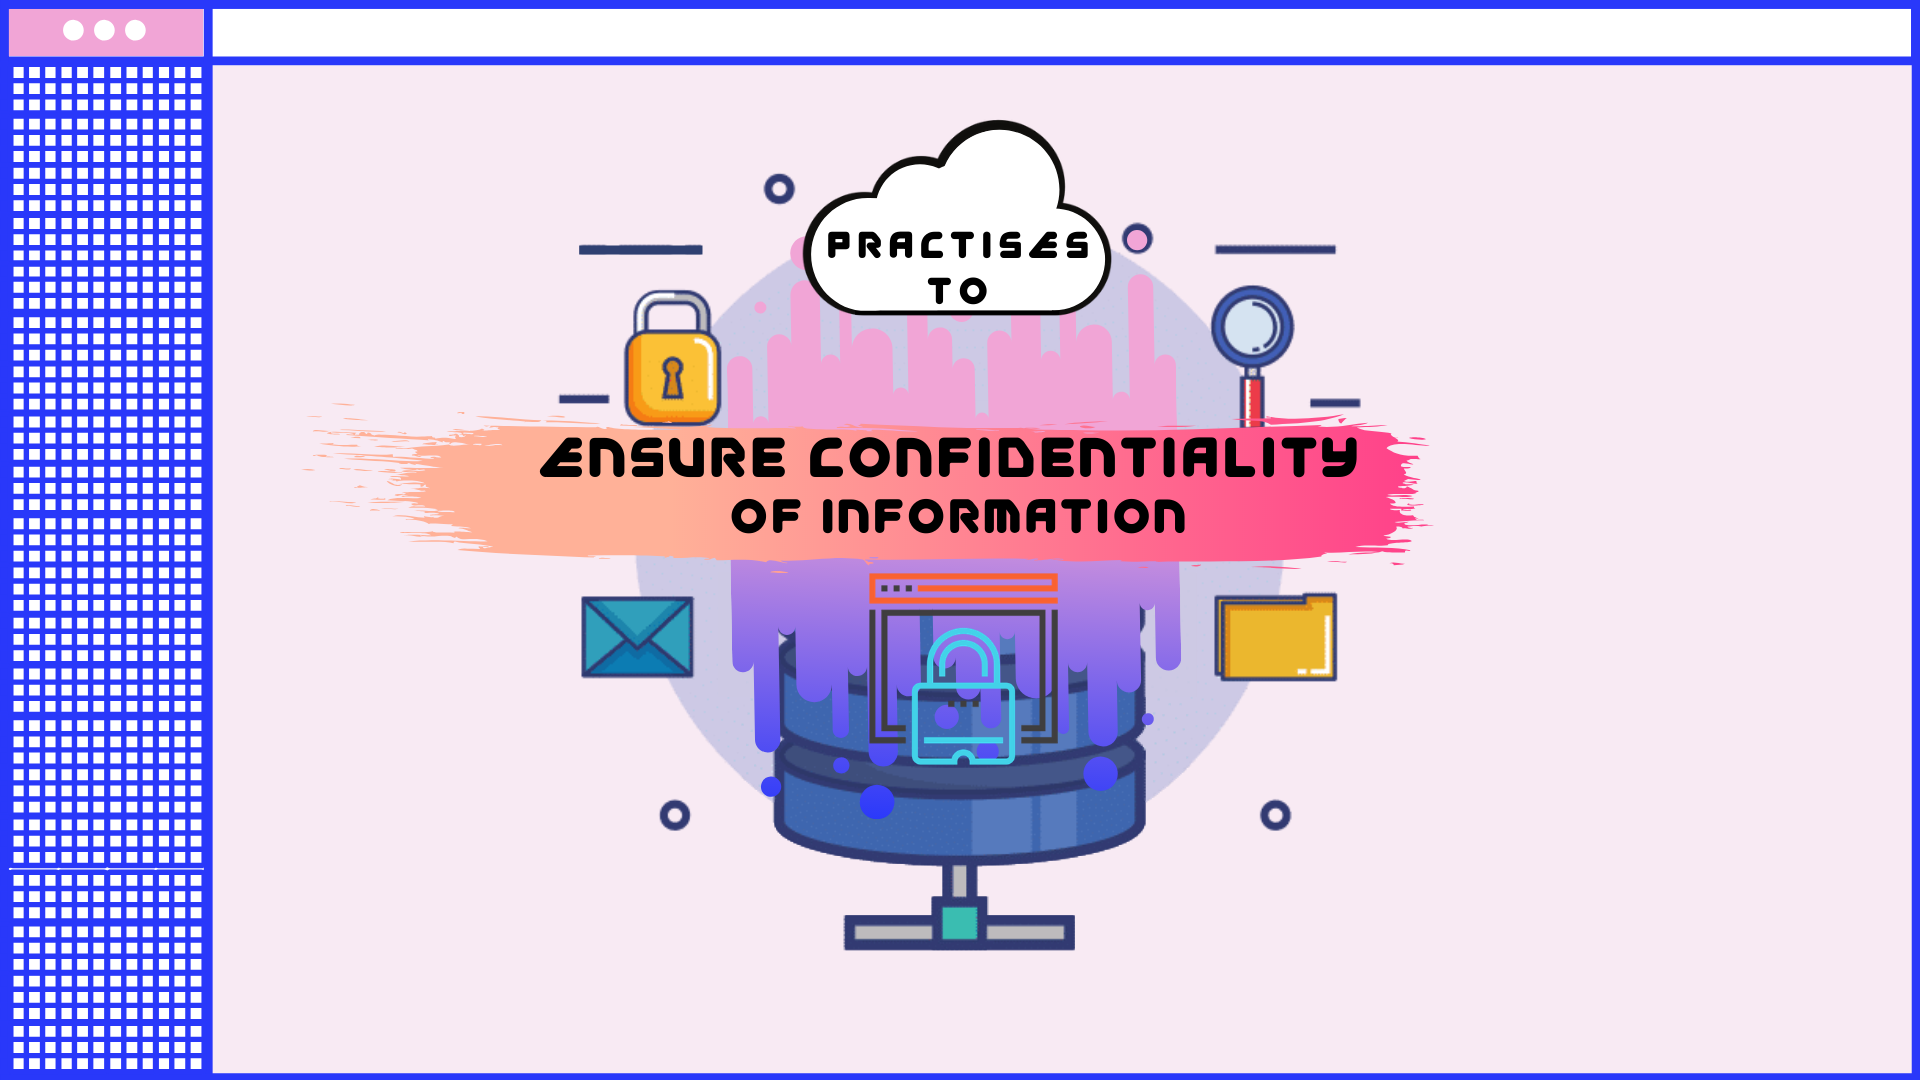 PRACTISES
TO
ENSURE CONFIDENTIALITY
OF INFORMATION